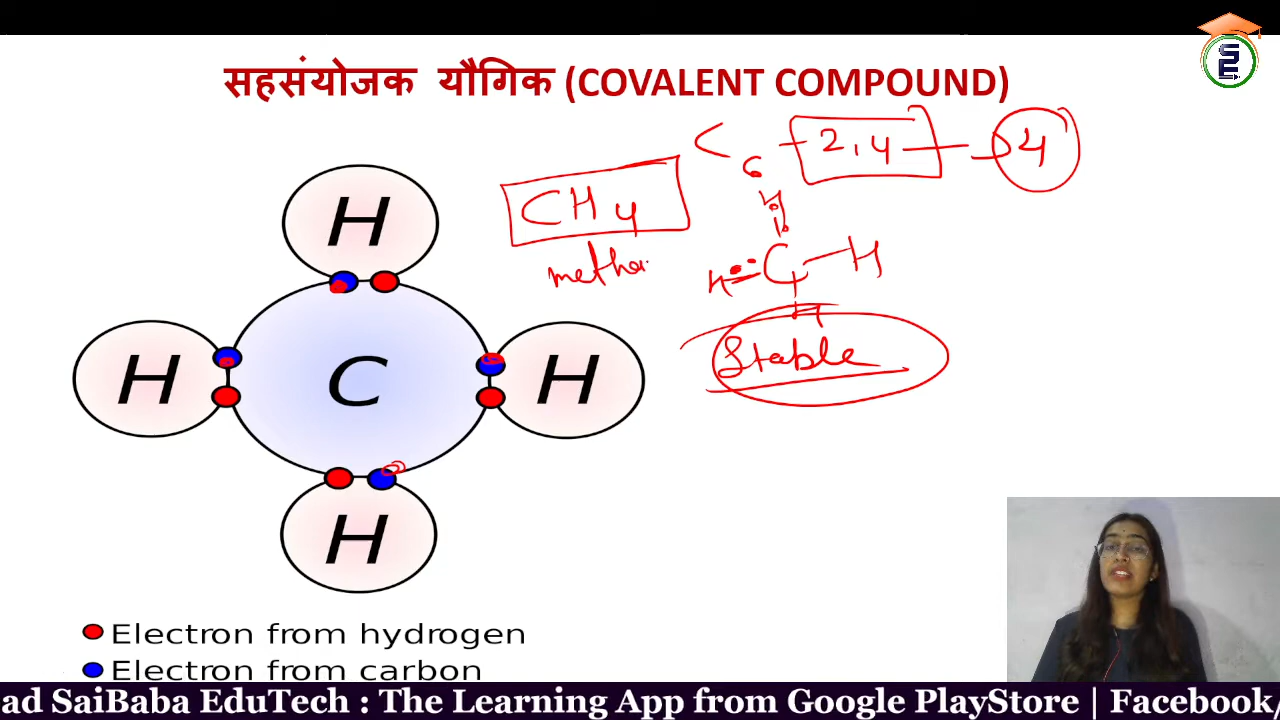 सहसंयोजक यौगिक (COVALENT COMPOUND)
C 6 2,4 4
CH4
H
H C H
H
Stable
H
H C H
H
Electron from hydrogen
Electron from carbon
ad SaiBaba EduTech : The Learning App from Google PlayStore | Facebook/